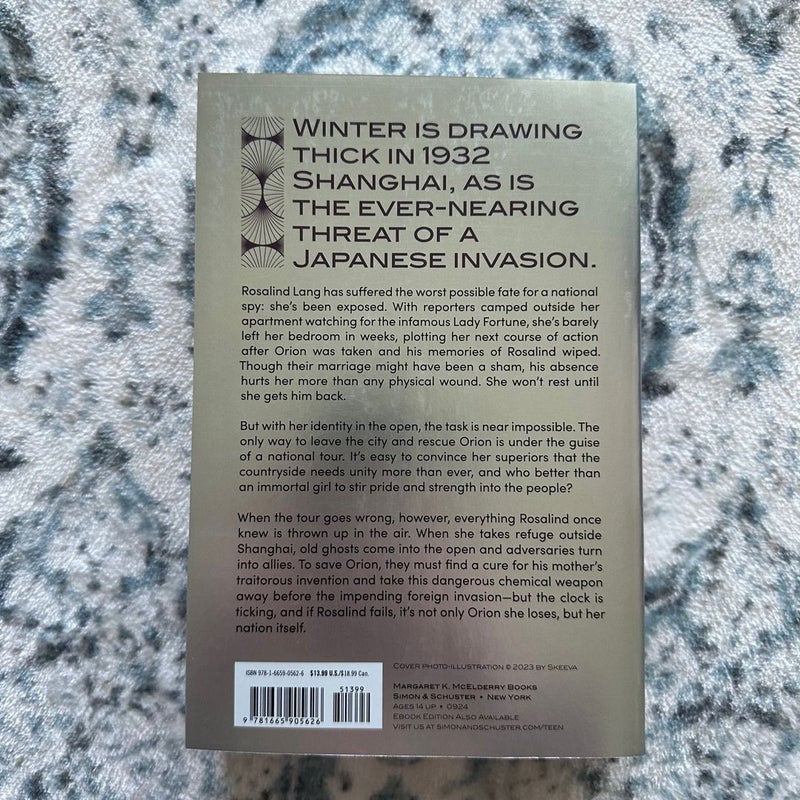 WINTER IS DRAWING
THICK IN 1932
SHANGHAI, AS IS
THE EVER-NEARING
THREAT OF A
JAPANESE INVASION.
Rosalind Lang has suffered the worst possible fate for a national
spy: she's been exposed. With reporters camped outside her
apartment watching for the infamous Lady Fortune, she's barely
left her bedroom in weeks, plotting her next course of action
after Orion was taken and his memories of Rosalind wiped.
Though their marriage might have been a sham, his absence
hurts her more than any physical wound. She won't rest until
she gets him back.
But with her identity in the open, the task is near impossible. The
only way to leave the city and rescue Orion is under the guise
of a national tour. It's easy to convince her superiors that the
countryside needs unity more than ever, and who better than
an immortal girl to stir pride and strength into the people?
When the tour goes wrong, however, everything Rosalind once
knew is thrown up in the air. When she takes refuge outside
Shanghai, old ghosts come into the open and adversaries turn
into allies. To save Orion, they must find a cure for his mother's
traitorous invention and take this dangerous chemical weapon
away before the impending foreign invasion—but the clock is
ticking, and if Rosalind fails, it's not only Orion she loses, but her
nation itself.
ISBN 978-1-6659-0562-6 $13.99 U.S./$18.99 Can.
51399
9 781665 905626
COVER PHOTO-ILLUSTRATION © 2023 BY SKEEVA
MARGARET K. MCELDERRY BOOKS
SIMON & SCHUSTER • NEW YORK
AGES 14 UP • 0924
EBOOK EDITION ALSO AVAILABLE
VISIT US AT SIMONANDSCHUSTER.COM/TEEN